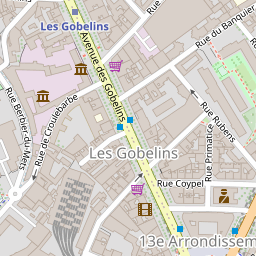 Les Gobelins
Avenue des Gobelins
Rue du Banquier
Rue Berbier-du-Mets
Rue de Croulebarbe
Rue Rubens
Rue Primatice
Les Gobelins
Rue Coypel
13e Arrondissem